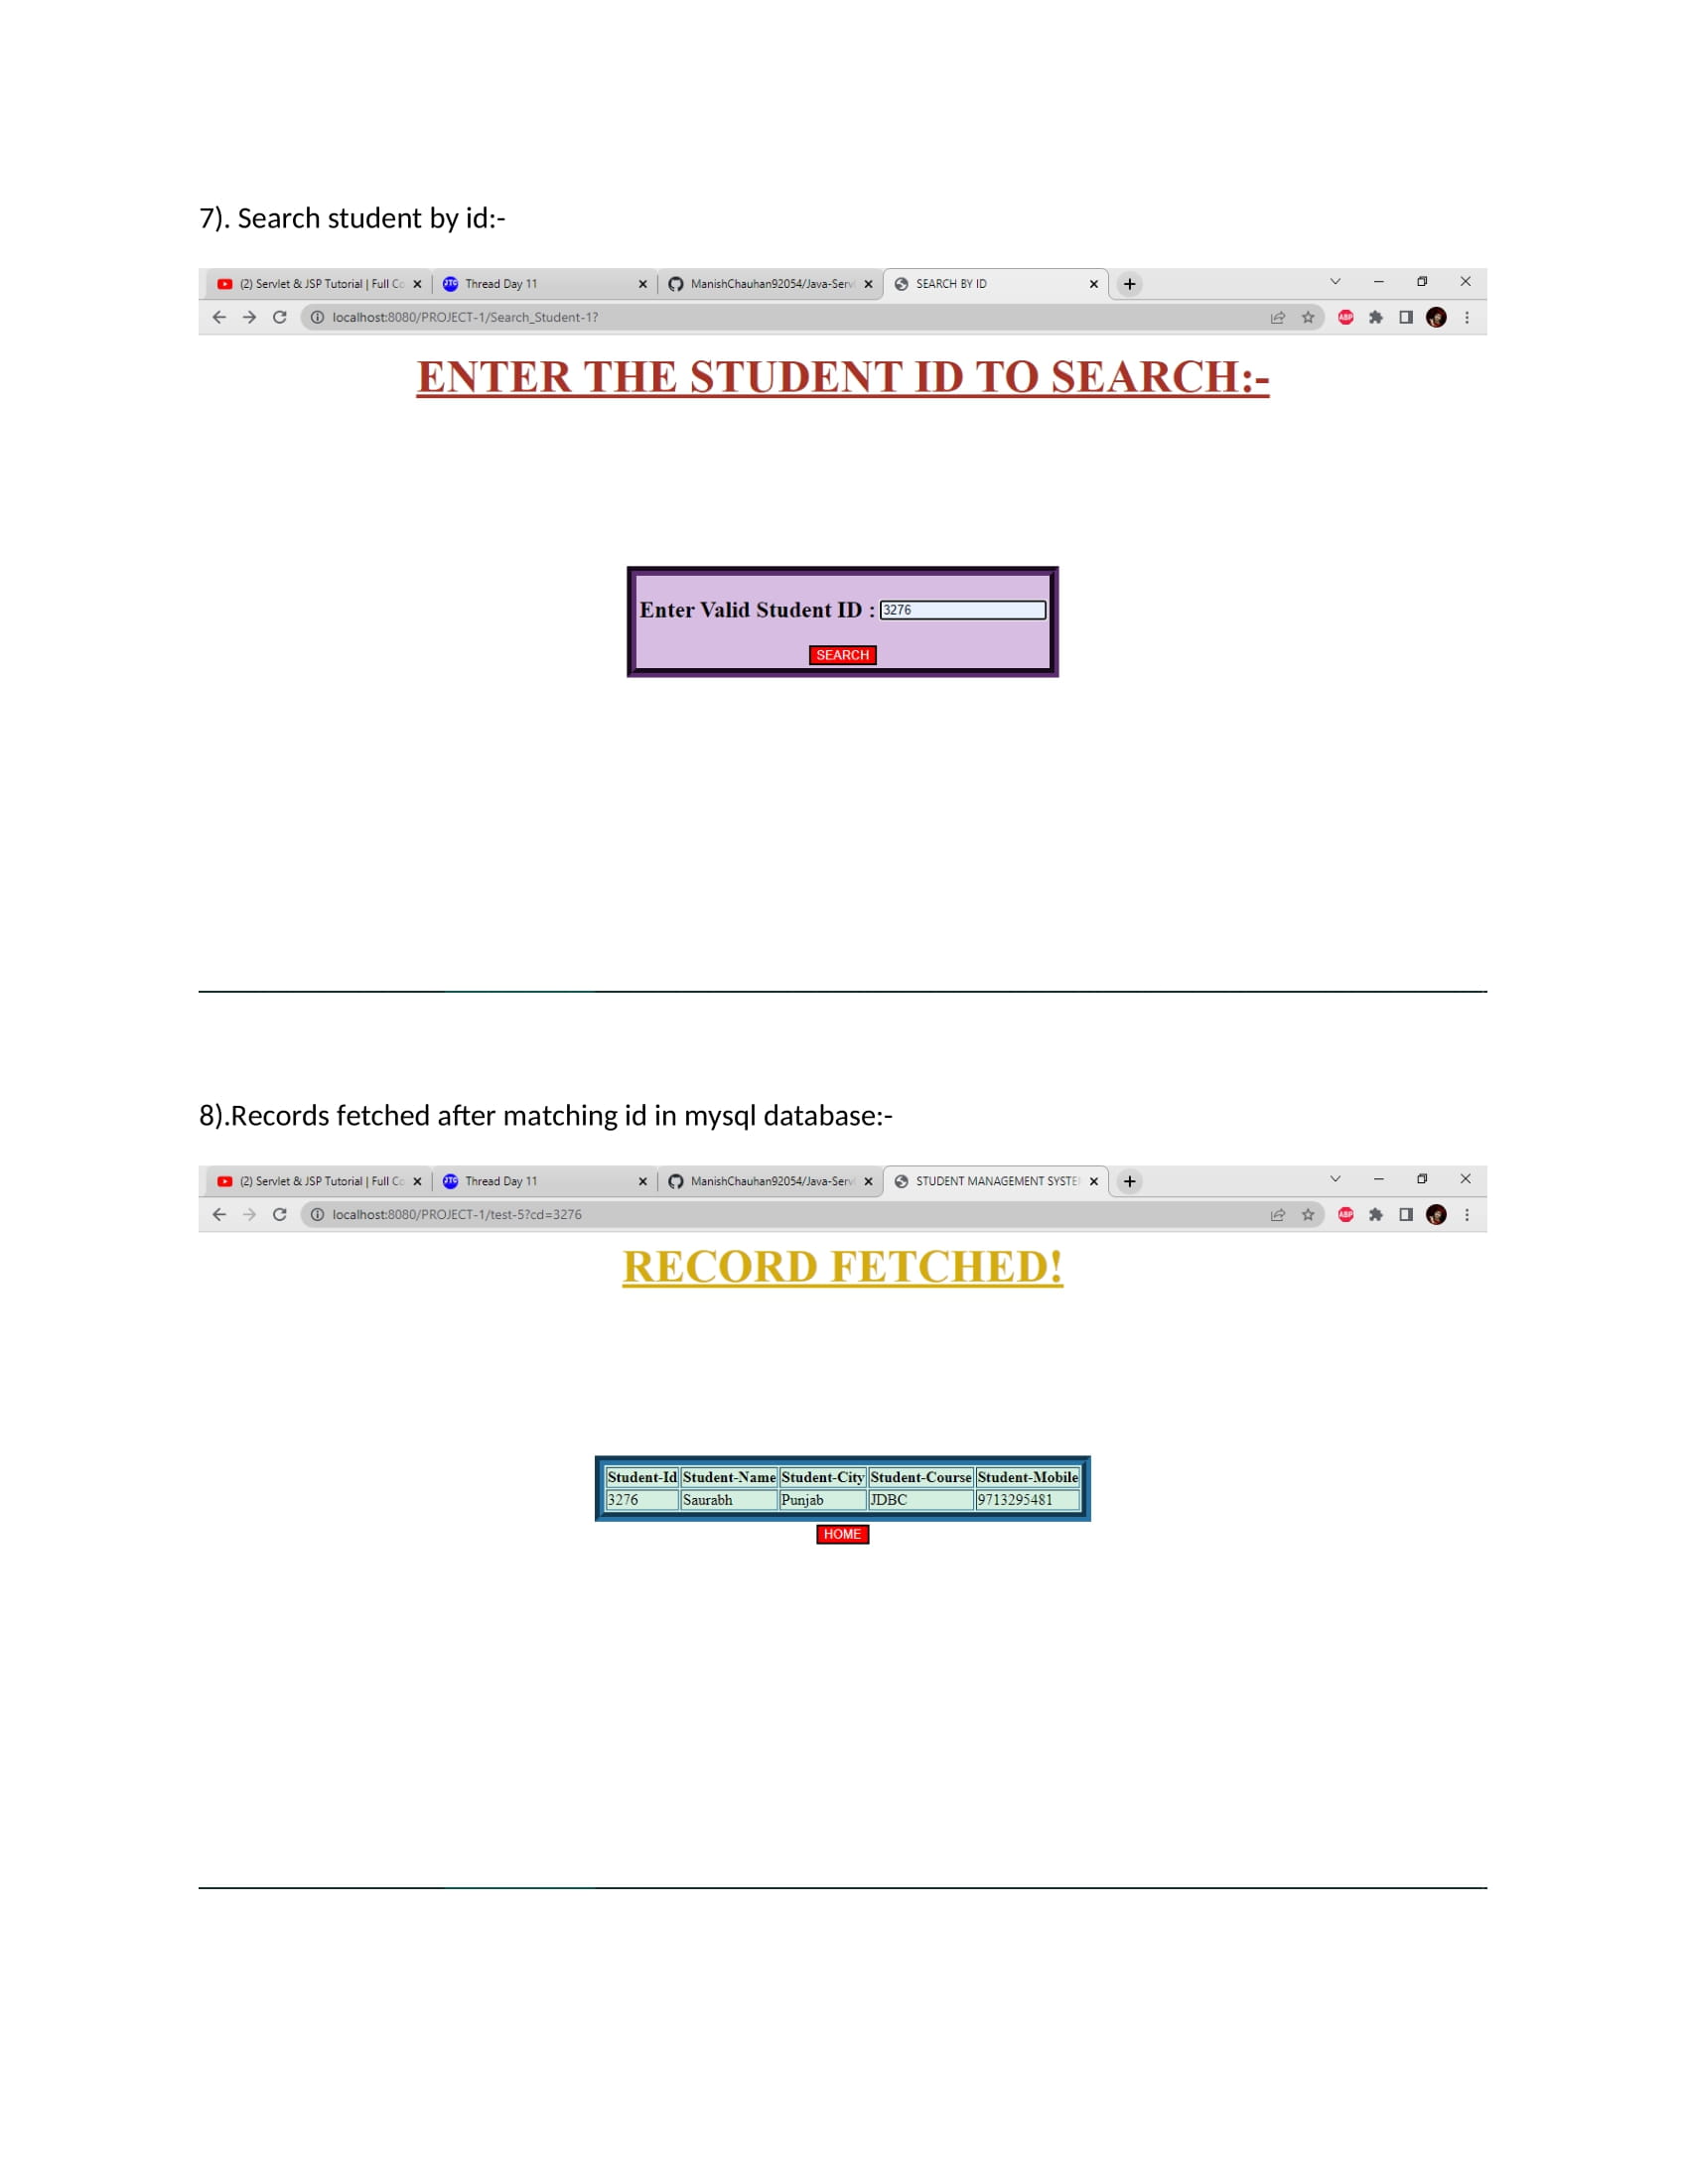 7). Search student by id:-
(2) Servlet & JSP Tutorial | Full Co
Thread Day 11
ManishChauhan92054/Java-Serv
SEARCH BY ID
localhost:8080/PROJECT-1/Search_Student-1?
ABP
ENTER THE STUDENT ID TO SEARCH:-
Enter Valid Student ID : 3276
SEARCH
8).Records fetched after matching id in mysql database:-
(2) Servlet & JSP Tutorial | Full Co
Thread Day 11
ManishChauhan92054/Java-Serv
STUDENT MANAGEMENT SYSTE
localhost:8080/PROJECT-1/test-5?cd=3276
ABP
RECORD FETCHED!
Student-Id Student-Name Student-City Student-Course Student-Mobile
3276 Saurabh Punjab JDBC 9713295481
HOME